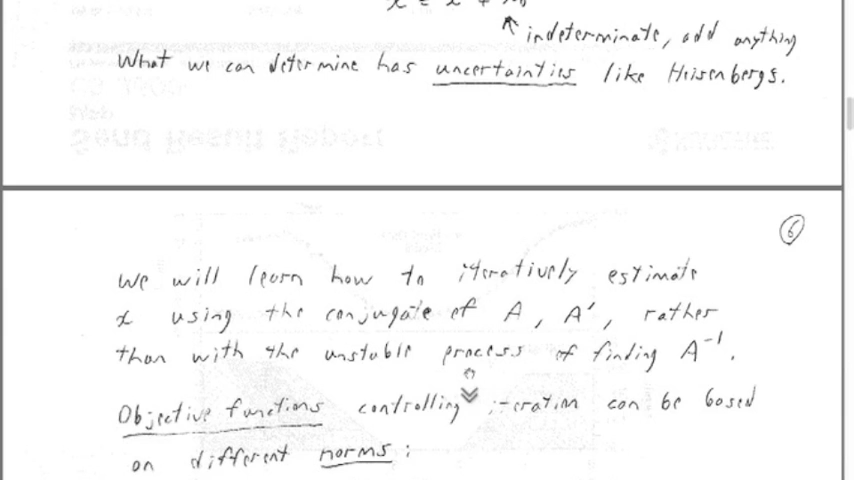 indeterminate, add anything
What we can determine has uncertainties like Heisenbergs.
6
We will learn how to iteratively estimate
x using the conjugate of A, A', rather
than with the unstable process of finding A⁻¹.
Objective functions controlling iteration can be based
on different norms: